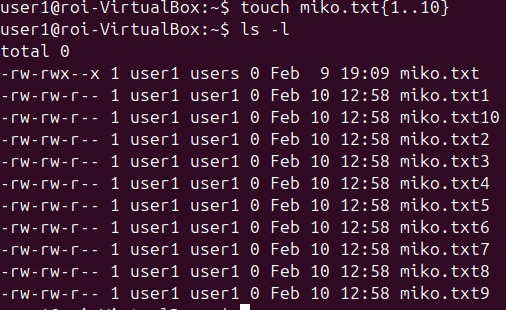 user1@roi-VirtualBox:~$ touch miko.txt{1..10}
user1@roi-VirtualBox:~$ ls -l
total 0
-rw-rwx--x 1 user1 users 0 Feb  9 19:09 miko.txt
-rw-rw-r-- 1 user1 user1 0 Feb 10 12:58 miko.txt1
-rw-rw-r-- 1 user1 user1 0 Feb 10 12:58 miko.txt10
-rw-rw-r-- 1 user1 user1 0 Feb 10 12:58 miko.txt2
-rw-rw-r-- 1 user1 user1 0 Feb 10 12:58 miko.txt3
-rw-rw-r-- 1 user1 user1 0 Feb 10 12:58 miko.txt4
-rw-rw-r-- 1 user1 user1 0 Feb 10 12:58 miko.txt5
-rw-rw-r-- 1 user1 user1 0 Feb 10 12:58 miko.txt6
-rw-rw-r-- 1 user1 user1 0 Feb 10 12:58 miko.txt7
-rw-rw-r-- 1 user1 user1 0 Feb 10 12:58 miko.txt8
-rw-rw-r-- 1 user1 user1 0 Feb 10 12:58 miko.txt9